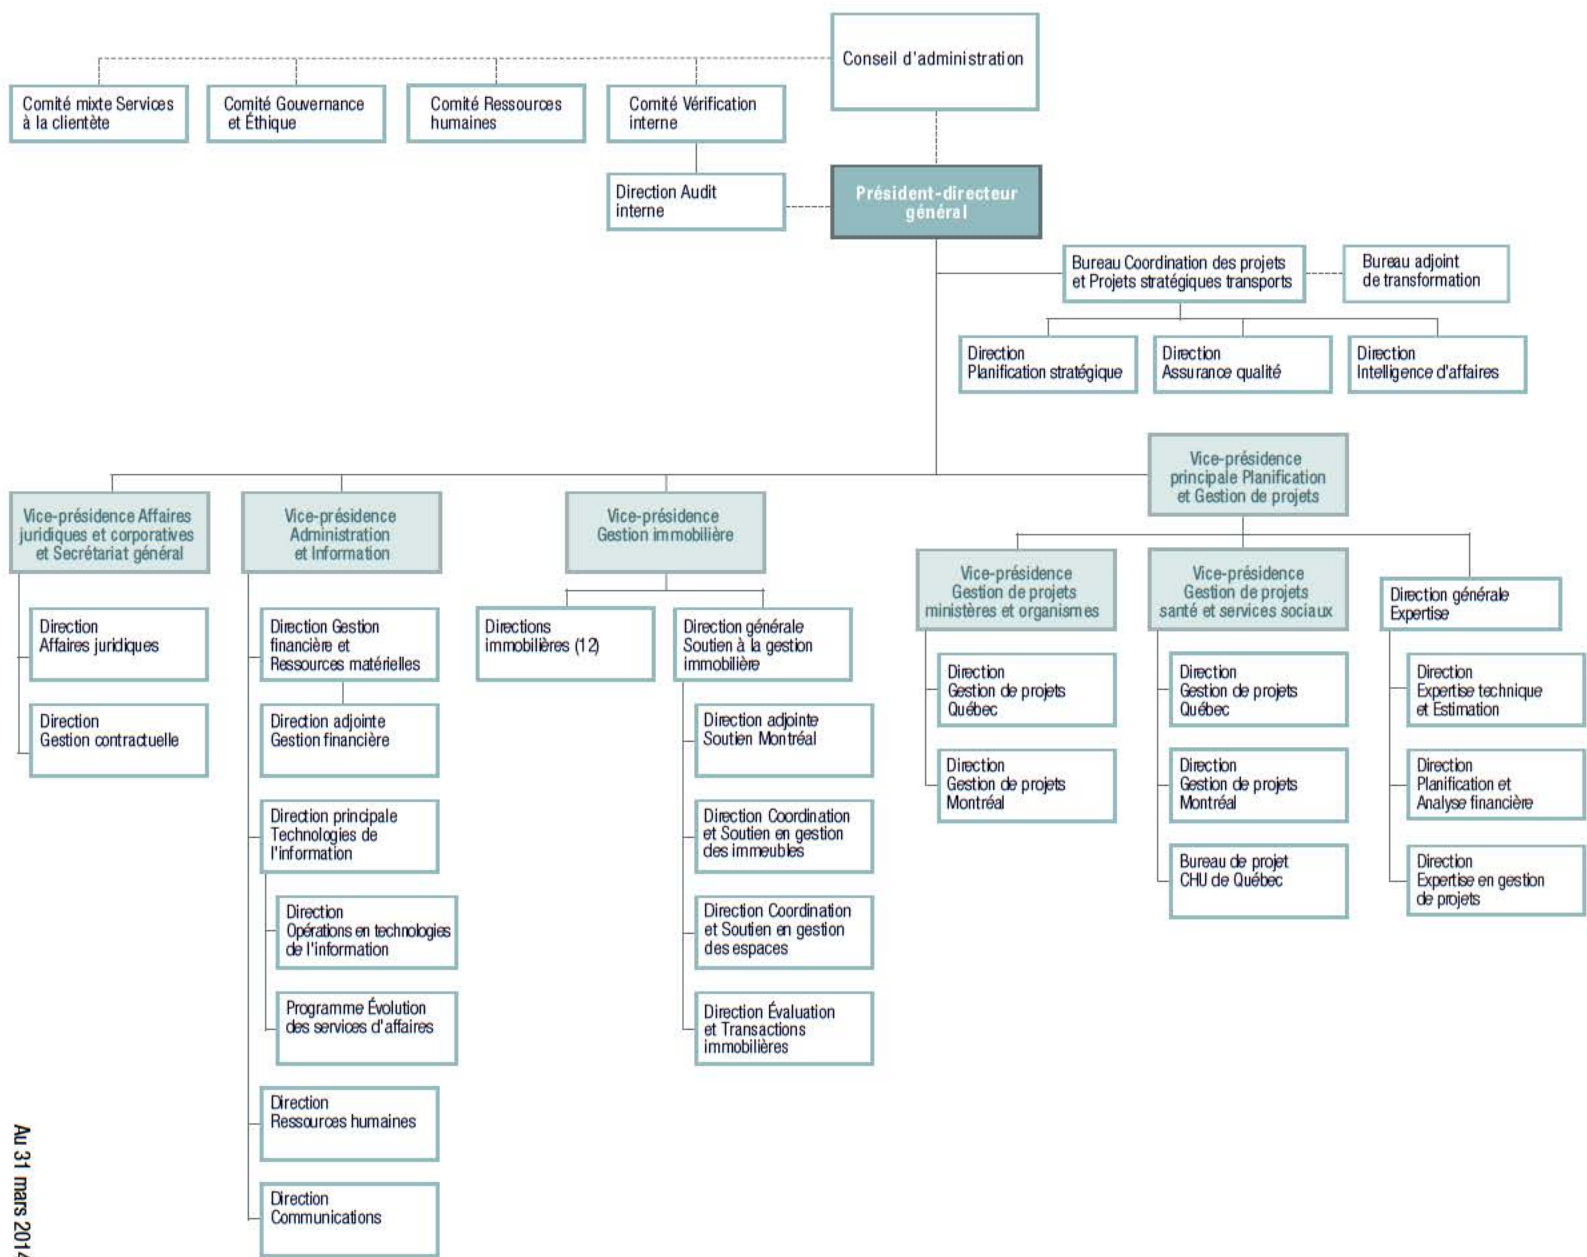 Conseil d'administration
Comité mixte Services
à la clientète
Comité Gouvernance
et Éthique
Comité Ressources
humaines
Comité Vérification
interne
Direction Audit
interne
Président-directeur
général
Bureau Coordination des projets
et Projets stratégiques transports
Bureau adjoint
de transformation
Direction
Planification stratégique
Direction
Assurance qualité
Direction
Intelligence d'affaires
Vice-présidence Affaires
juridiques et corporatives
et Secrétariat général
Direction
Affaires juridiques
Direction
Gestion contractuelle
Vice-présidence
Administration
et Information
Direction Gestion
financière et
Ressources matérielles
Direction adjointe
Gestion financière
Direction principale
Technologies de
l'information
Direction
Opérations en technologies
de l'information
Programme Évolution
des services d'affaires
Direction
Ressources humaines
Direction
Communications
Vice-présidence
Gestion immobilière
Directions
immobilières (12)
Direction générale
Soutien à la gestion
immobilière
Direction adjointe
Soutien Montréal
Direction Coordination
et Soutien en gestion
des immeubles
Direction Coordination
et Soutien en gestion
des espaces
Direction Évaluation
et Transactions
immobilières
Vice-présidence
principale Planification
et Gestion de projets
Vice-présidence
Gestion de projets
ministères et organismes
Direction
Gestion de projets
Québec
Direction
Gestion de projets
Montréal
Vice-présidence
Gestion de projets
santé et services sociaux
Direction
Gestion de projets
Québec
Direction
Gestion de projets
Montréal
Bureau de projet
CHU de Québec
Direction générale
Expertise
Direction
Expertise technique
et Estimation
Direction
Planification et
Analyse financière
Direction
Expertise en gestion
de projets
Au 31 mars 2014